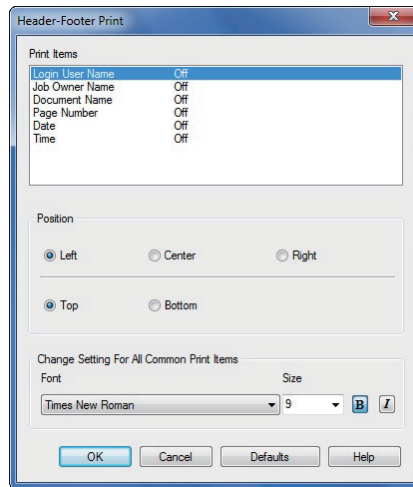 Header-Footer Print
Print Items
Login User Name Off
Job Owner Name Off
Document Name Off
Page Number Off
Date Off
Time Off
Position
Left Center Right
Top Bottom
Change Setting For All Common Print Items
Font Size
Times New Roman 9 B I
OK Cancel Defaults Help